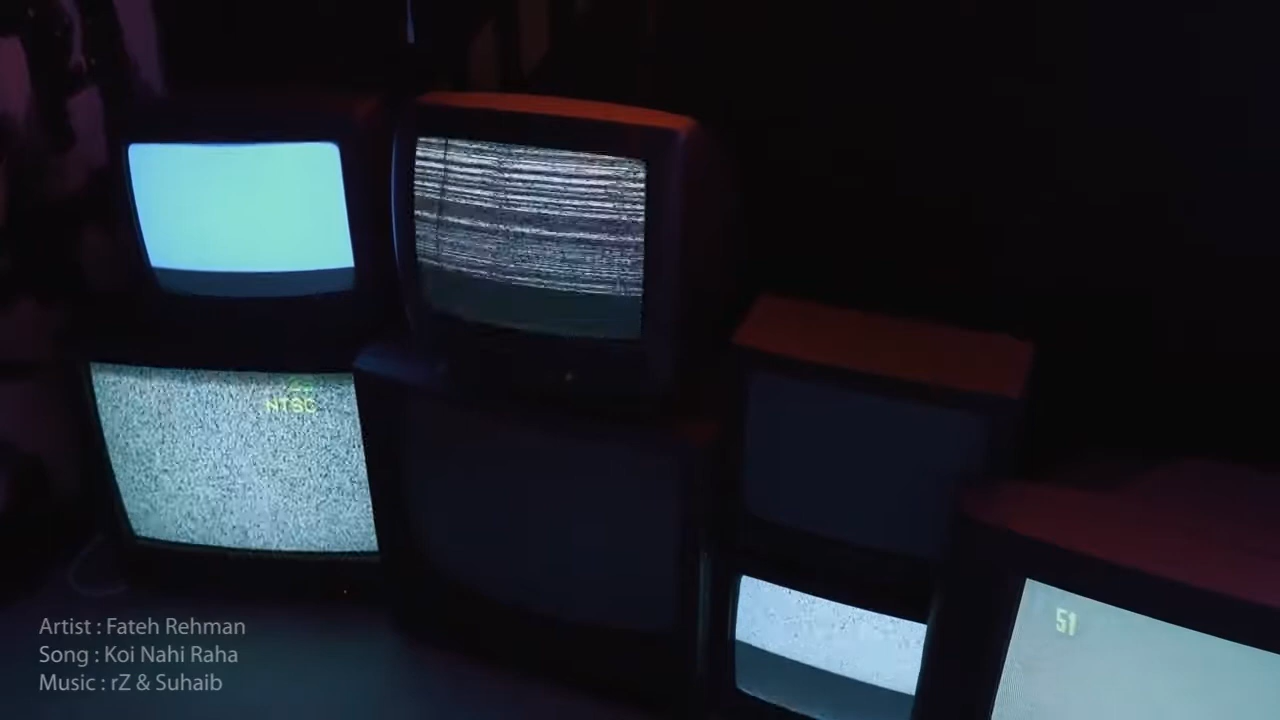 NTSC
51
Artist : Fateh Rehman
Song : Koi Nahi Raha
Music : rZ & Suhaib